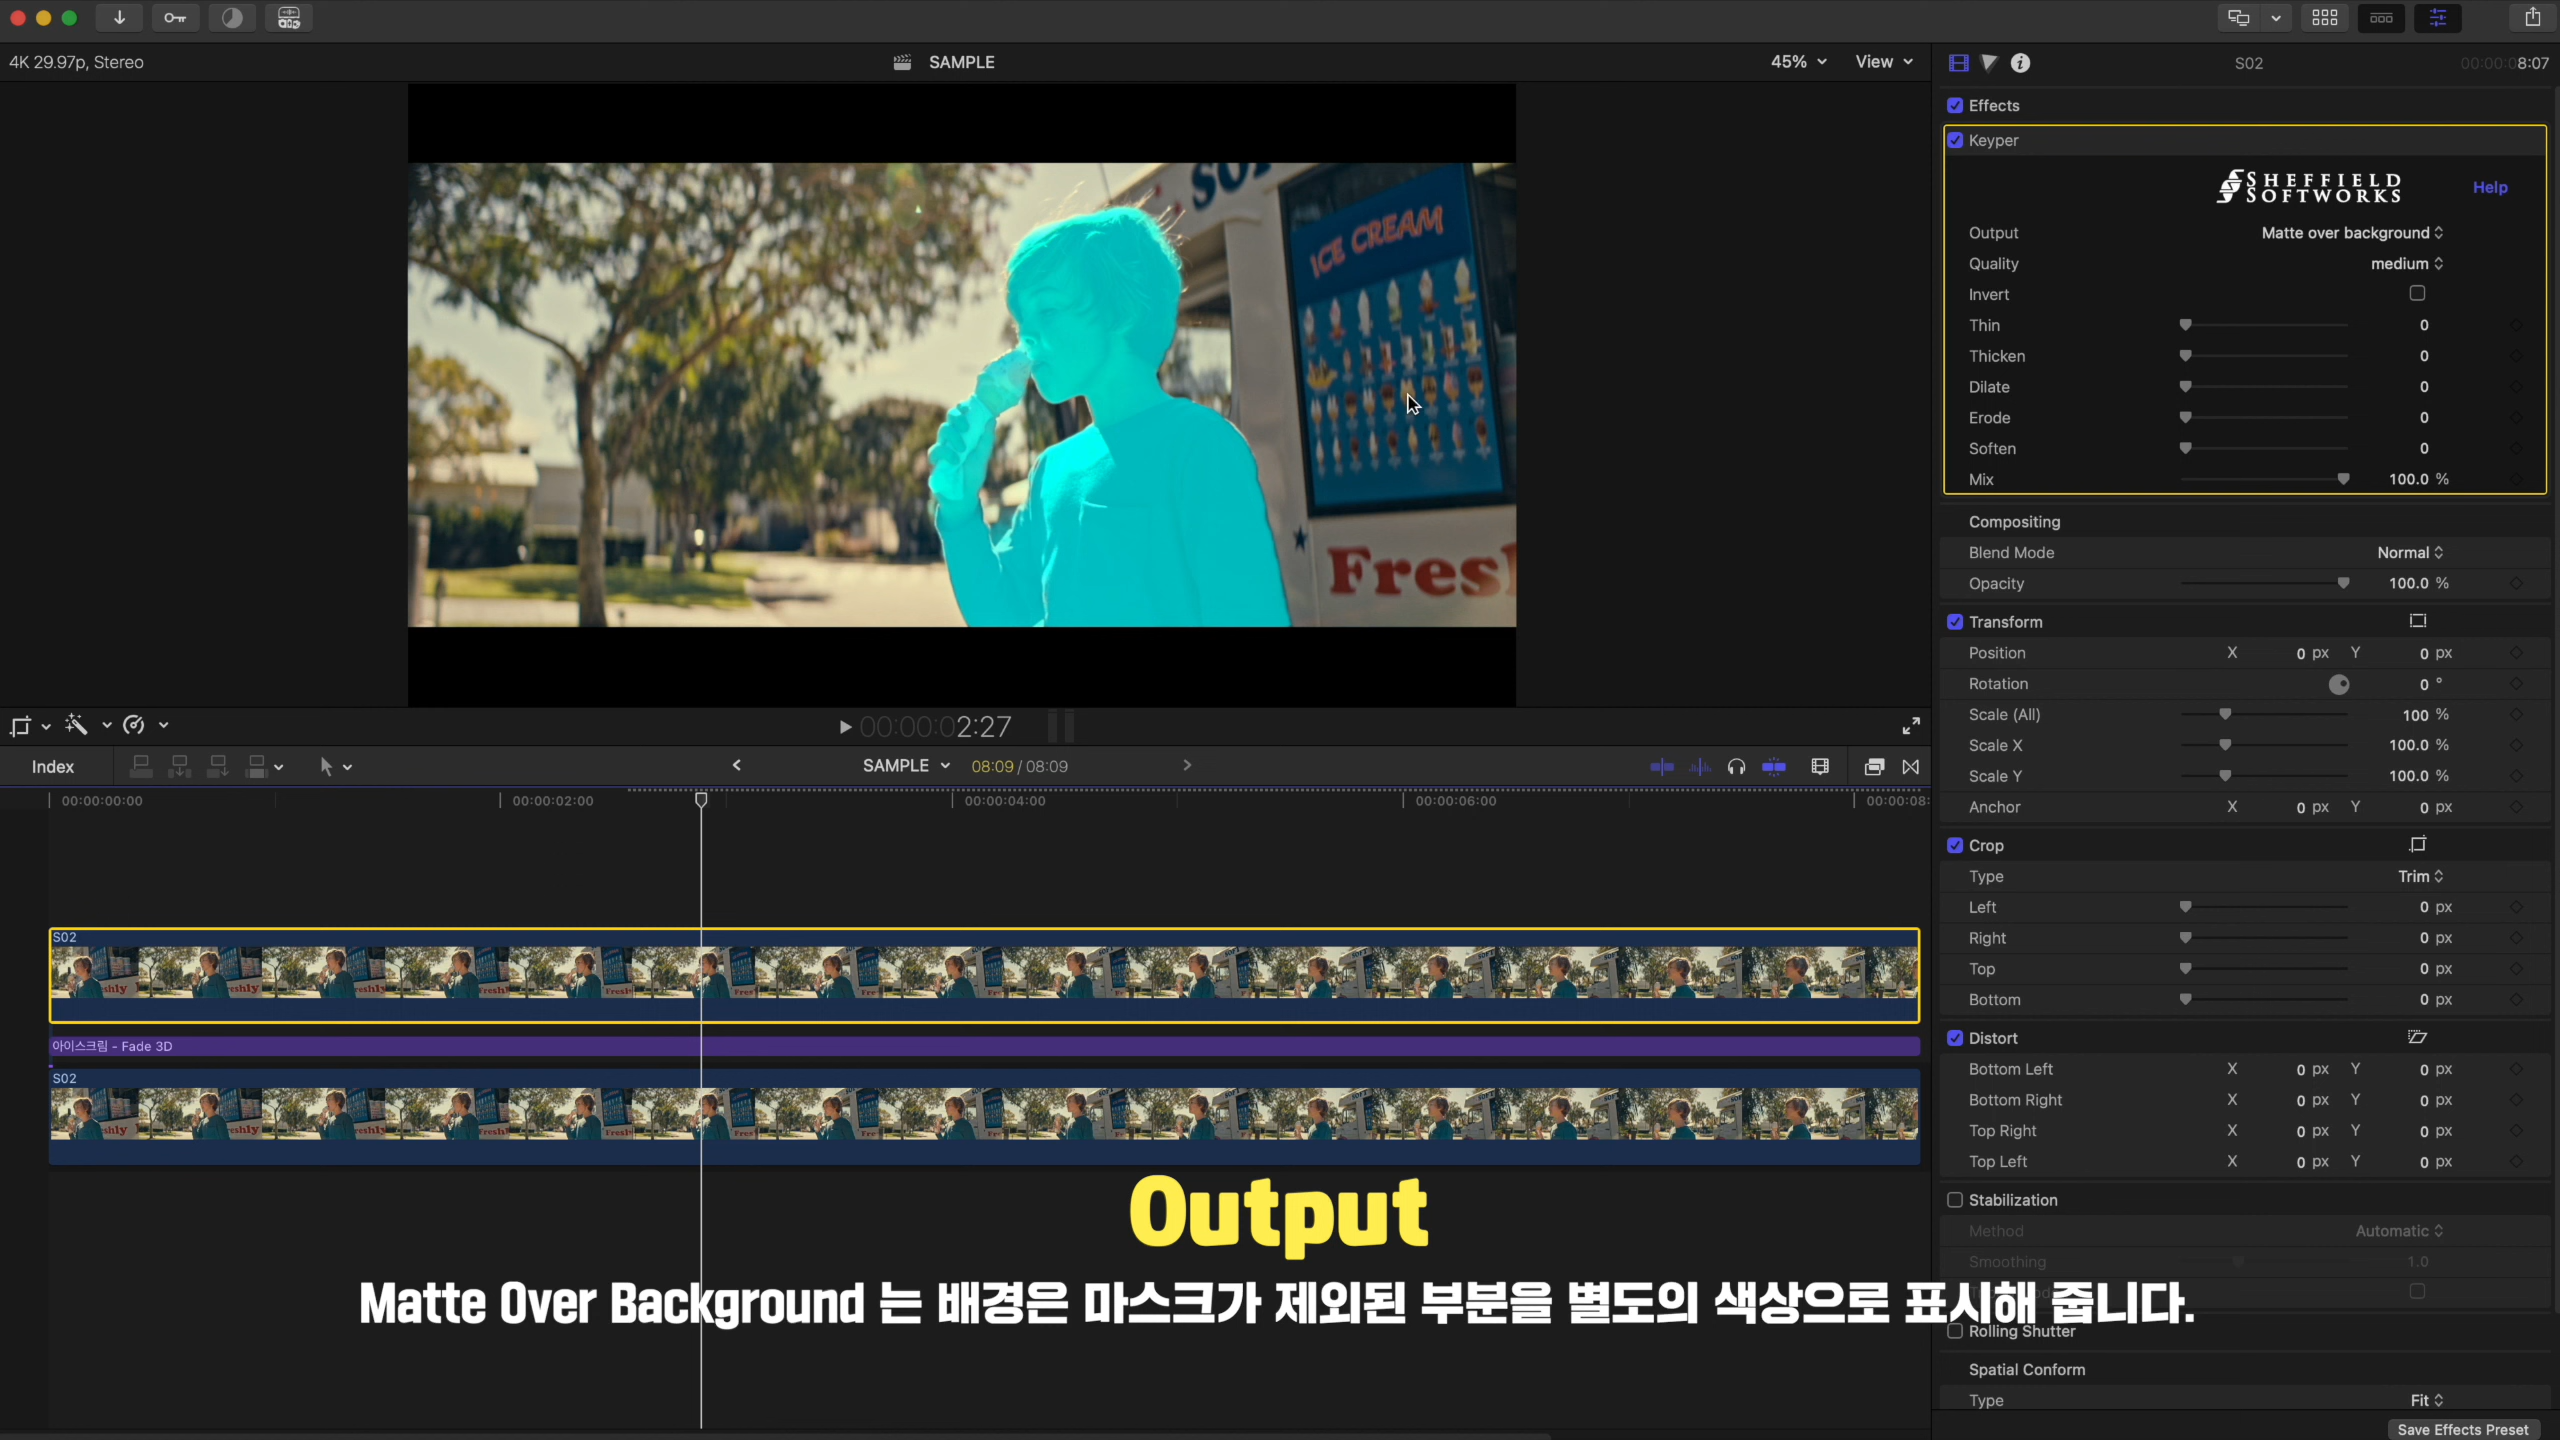 4K 29.97p, Stereo
SAMPLE
45%
View
S02
00:00:08:07
Effects
Keyper
SHEFFIELD
SOFTWORKS
Help
Output
Matte over background
Quality
medium
Invert
Thin
0
Thicken
0
Dilate
0
Erode
0
Soften
0
Mix
100.0 %
Compositing
Blend Mode
Normal
Opacity
100.0 %
Transform
Position
X
0 px
Y
0 px
Rotation
0 °
Scale (All)
100 %
Scale X
100.0 %
Scale Y
100.0 %
Anchor
X
0 px
Y
0 px
Crop
Type
Trim
Left
0 px
Right
0 px
Top
0 px
Bottom
0 px
Distort
Bottom Left
X
0 px
Y
0 px
Bottom Right
X
0 px
Y
0 px
Top Right
X
0 px
Y
0 px
Top Left
X
0 px
Y
0 px
Stabilization
Method
Automatic
Smoothing
1.0
Rolling Shutter
Spatial Conform
Type
Fit
Save Effects Preset
ICE CREAM
00:00:02:27
Index
SAMPLE
08:09 / 08:09
00:00:00:00
00:00:02:00
00:00:04:00
00:00:06:00
00:00:08:
S02
아이스크림 - Fade 3D
S02
Output
Matte Over Background 는 배경은 마스크가 제외된 부분을 별도의 색상으로 표시해 줍니다.